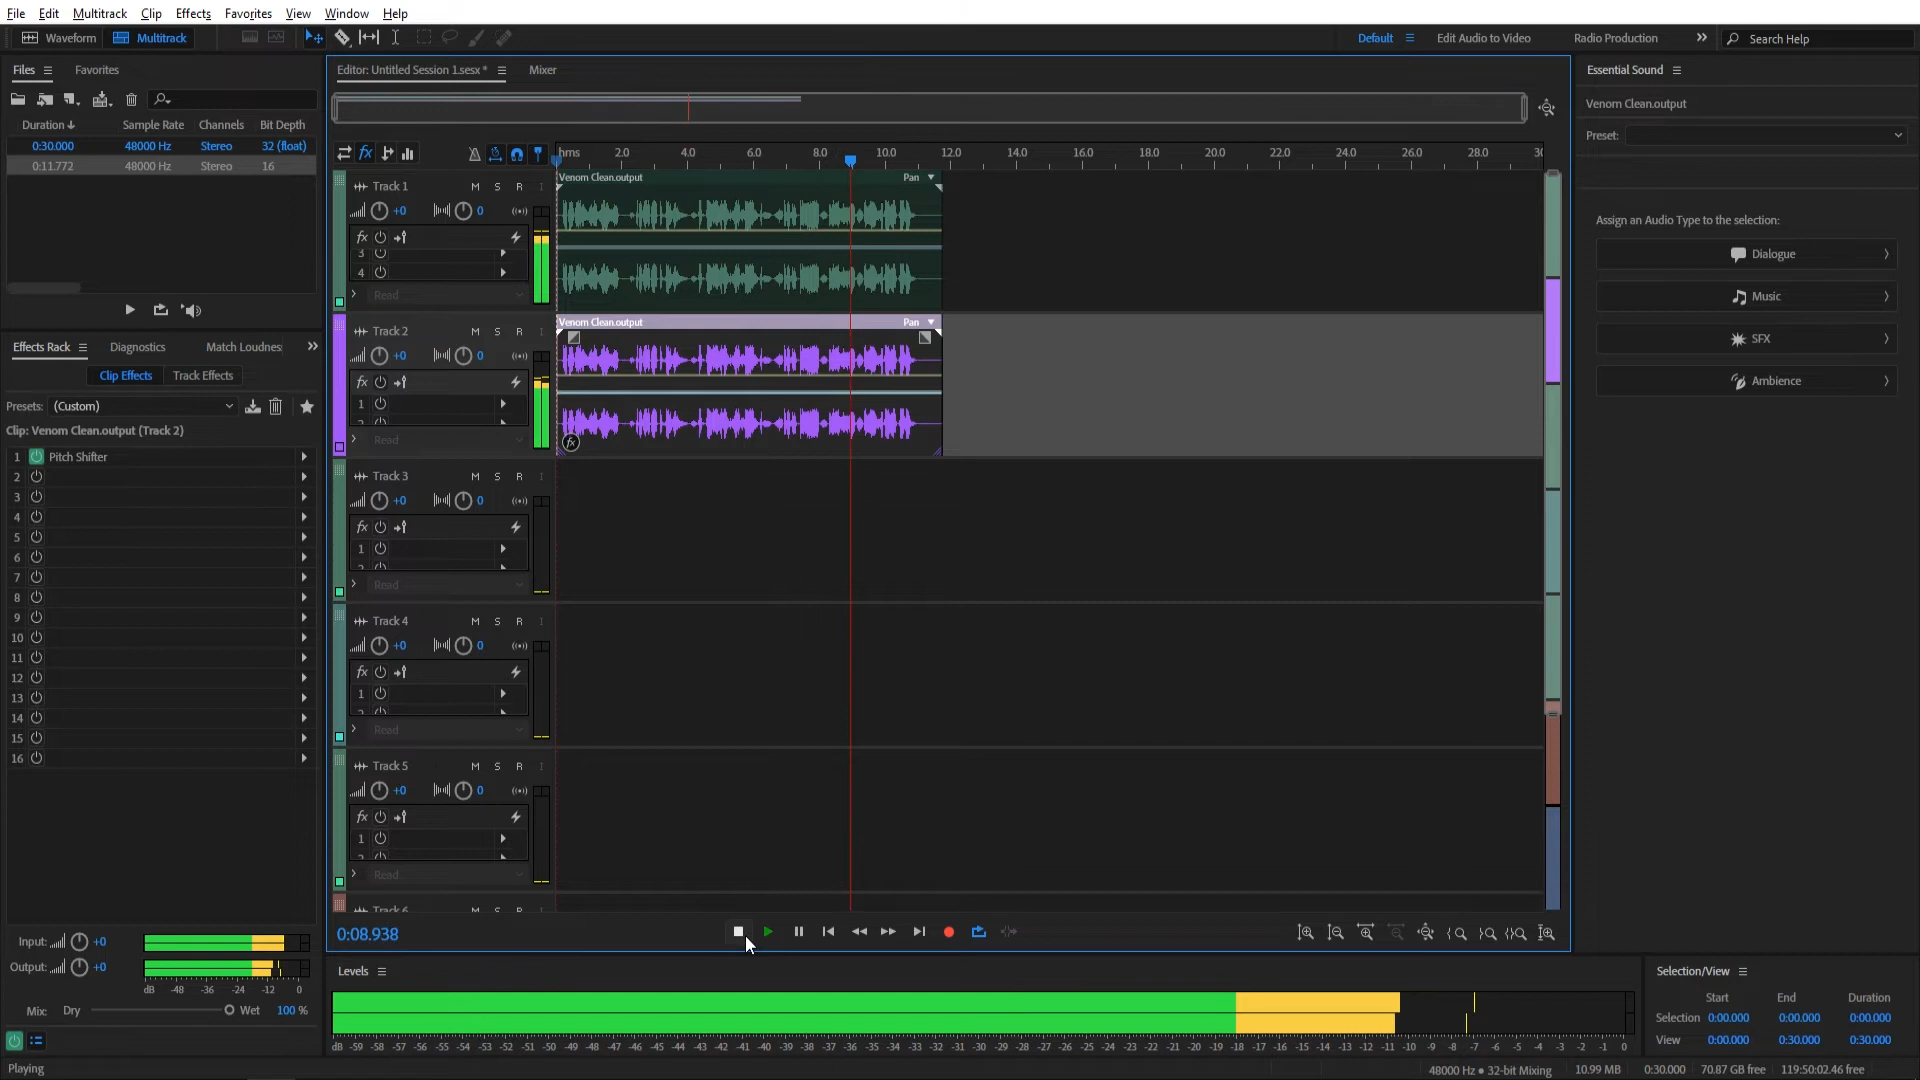 File Edit Multitrack Clip Effects Favorites View Window Help
Waveform Multitrack Default Edit Audio to Video Radio Production Search Help
Files Favorites
Duration Sample Rate Channels Bit Depth
0:30.000 48000 Hz Stereo 32 (float)
0:11.772 48000 Hz Stereo 16
Effects Rack Diagnostics Match Loudnes
Clip Effects Track Effects
Presets: (Custom)
Clip: Venom Clean.output (Track 2)
1 Pitch Shifter
2
3
4
5
6
7
8
9
10
11
12
13
14
15
16
Input: +0
Output: +0
dB -48 -36 -24 -12 0
Mix: Dry Wet 100 %
Playing
Editor: Untitled Session 1.sesx * Mixer
hms 2.0 4.0 6.0 8.0 10.0 12.0 14.0 16.0 18.0 20.0 22.0 24.0 26.0 28.0 30
Track 1 M S R I
+0 0
fx
3
4
Read
Venom Clean.output Pan
Track 2 M S R I
+0 0
fx
1
Read
Venom Clean.output Pan
fx
Track 3 M S R I
+0 0
fx
1
Read
Track 4 M S R I
+0 0
fx
1
Read
Track 5 M S R I
+0 0
fx
1
Read
Track 6 M S R
0:08.938
Levels
dB -59 -58 -57 -56 -55 -54 -53 -52 -51 -50 -49 -48 -47 -46 -45 -44 -43 -42 -41 -40 -39 -38 -37 -36 -35 -34 -33 -32 -31 -30 -29 -28 -27 -26 -25 -24 -23 -22 -21 -20 -19 -18 -17 -16 -15 -14 -13 -12 -11 -10 -9 -8 -7 -6 -5 -4 -3 -2 -1 0
Essential Sound
Venom Clean.output
Preset:
Assign an Audio Type to the selection:
Dialogue
Music
SFX
Ambience
Selection/View
Start End Duration
Selection 0:00.000 0:00.000 0:00.000
View 0:00.000 0:30.000 0:30.000
48000 Hz ● 32-bit Mixing 10.99 MB 0:30.000 70.87 GB free 119:50:02.46 free